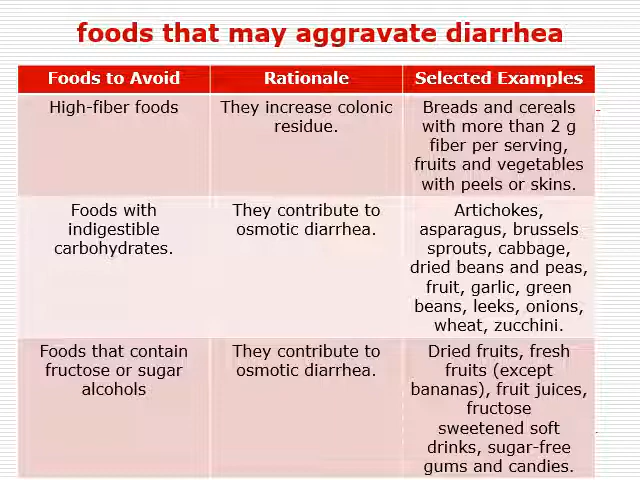 foods that may aggravate diarrhea
Foods to Avoid
Rationale
Selected Examples
High-fiber foods
They increase colonic
residue.
Breads and cereals
with more than 2 g
fiber per serving,
fruits and vegetables
with peels or skins.
Foods with
indigestible
carbohydrates.
They contribute to
osmotic diarrhea.
Artichokes,
asparagus, brussels
sprouts, cabbage,
dried beans and peas,
fruit, garlic, green
beans, leeks, onions,
wheat, zucchini.
Foods that contain
fructose or sugar
alcohols
They contribute to
osmotic diarrhea.
Dried fruits, fresh
fruits (except
bananas), fruit juices,
fructose
sweetened soft
drinks, sugar-free
gums and candies.